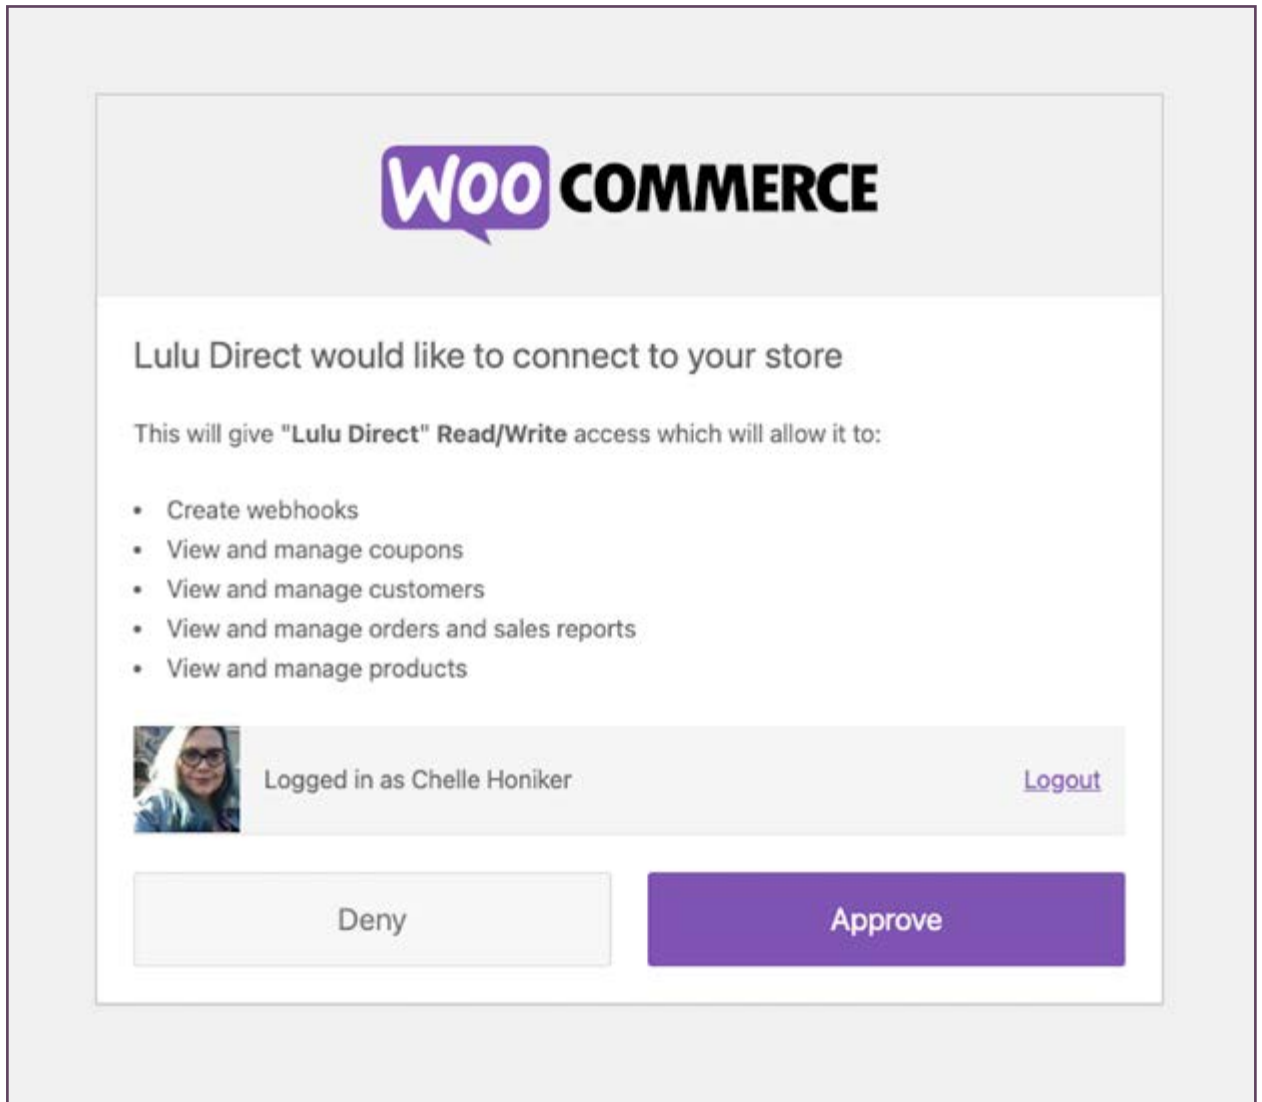 WOO COMMERCE
Lulu Direct would like to connect to your store
This will give "Lulu Direct" Read/Write access which will allow it to:
• Create webhooks
• View and manage coupons
• View and manage customers
• View and manage orders and sales reports
• View and manage products
Logged in as Chelle Honiker
Logout
Deny
Approve